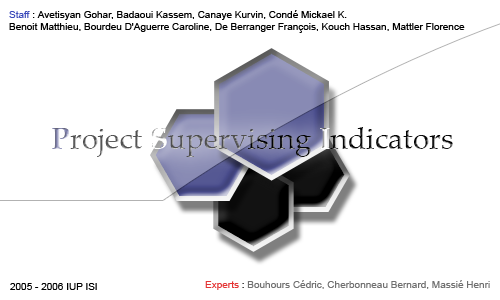 Staff : Avetisyan Gohar, Badaoui Kassem, Canaye Kurvin, Condé Mickael K.
Benoit Matthieu, Bourdeu D'Aguerre Caroline, De Berranger François, Kouch Hassan, Mattler Florence
Project Supervising Indicators
2005 - 2006 IUP ISI
Experts : Bouhours Cédric, Cherbonneau Bernard, Massié Henri